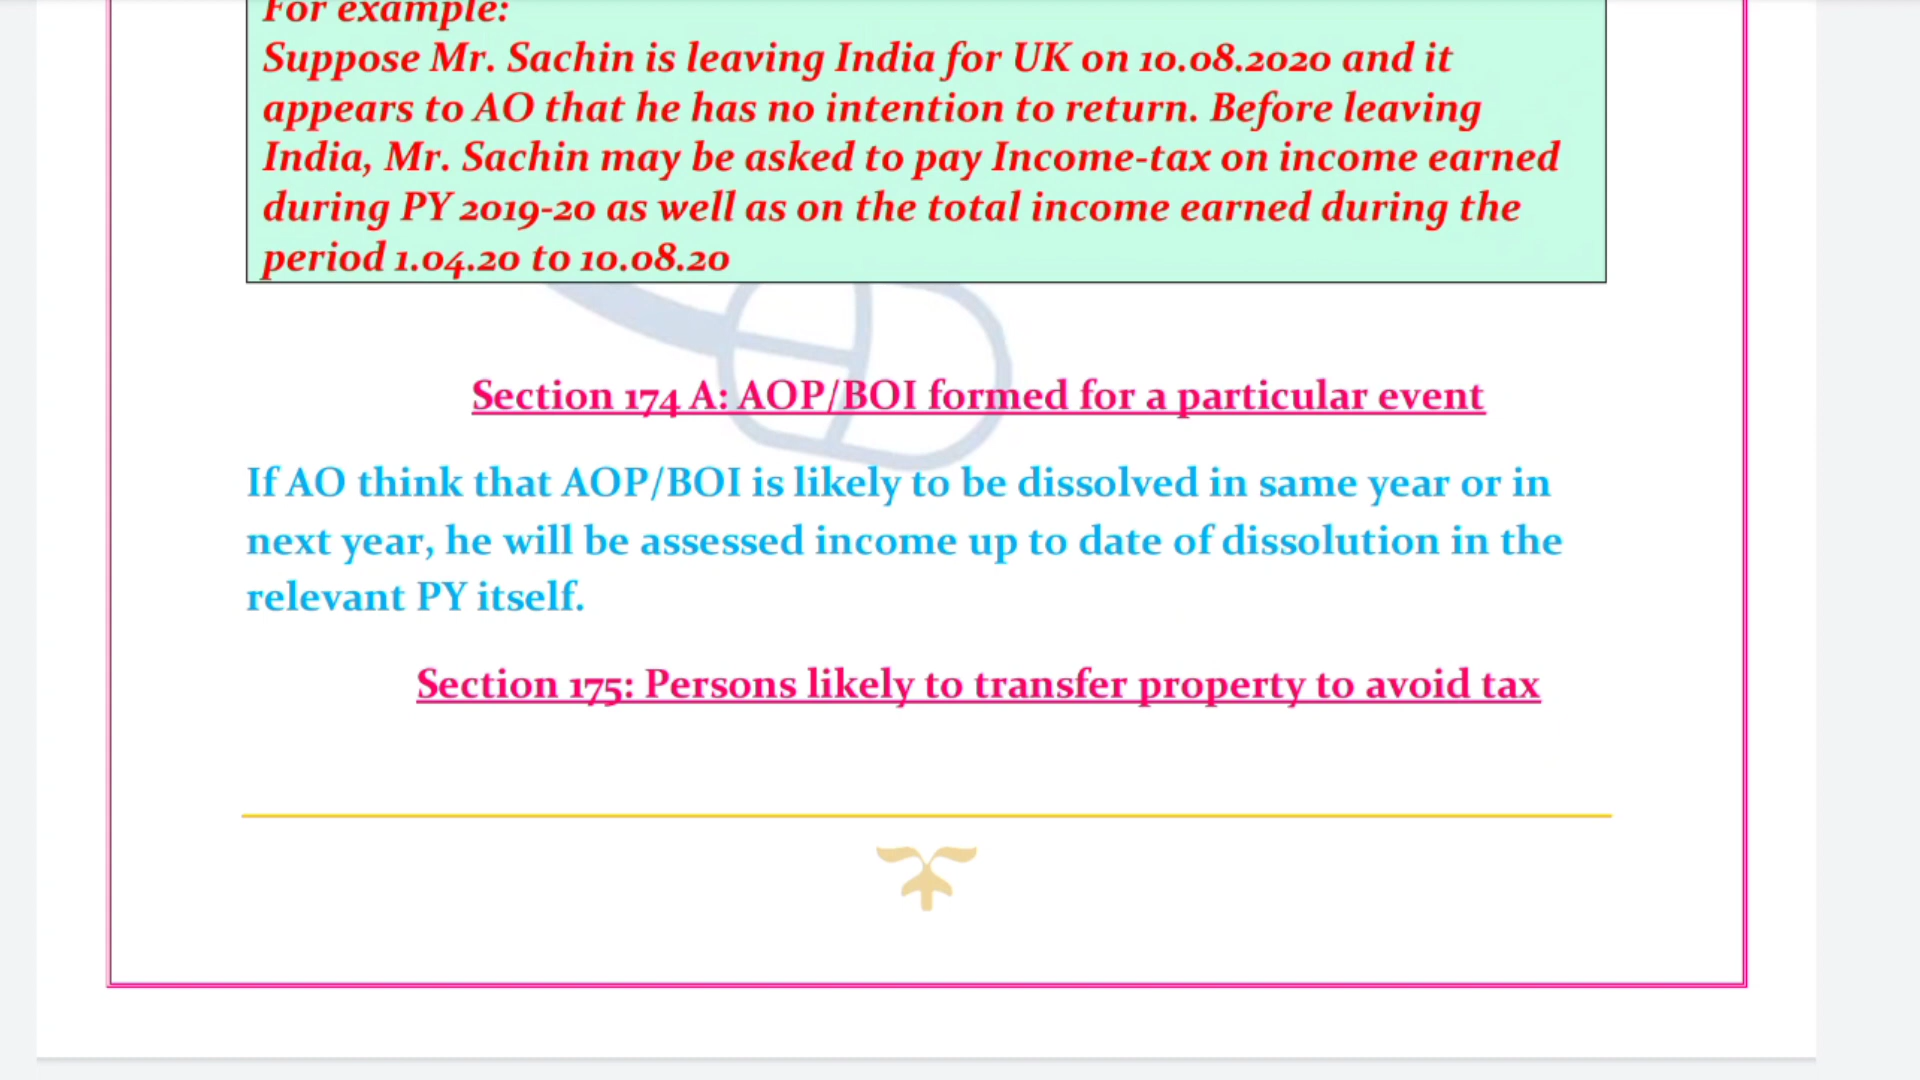 For example:
Suppose Mr. Sachin is leaving India for UK on 10.08.2020 and it
appears to AO that he has no intention to return. Before leaving
India, Mr. Sachin may be asked to pay Income-tax on income earned
during PY 2019-20 as well as on the total income earned during the
period 1.04.20 to 10.08.20
Section 174 A: AOP/BOI formed for a particular event
If AO think that AOP/BOI is likely to be dissolved in same year or in
next year, he will be assessed income up to date of dissolution in the
relevant PY itself.
Section 175: Persons likely to transfer property to avoid tax